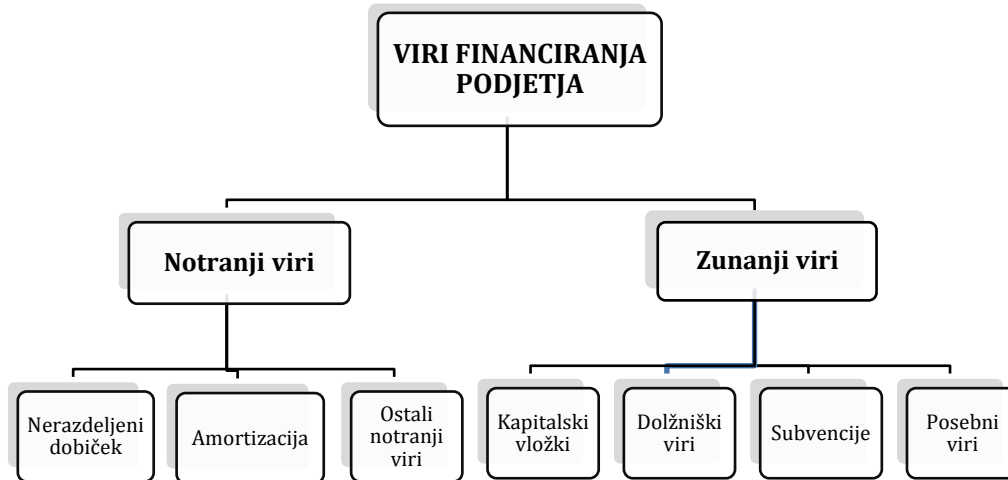 VIRI FINANCIRANJA
PODJETJA
Notranji viri
Zunanji viri
Nerazdeljeni
dobiček
Amortizacija
Ostali
notranji
viri
Kapitalski
vložki
Dolžniški
viri
Subvencije
Posebni
viri